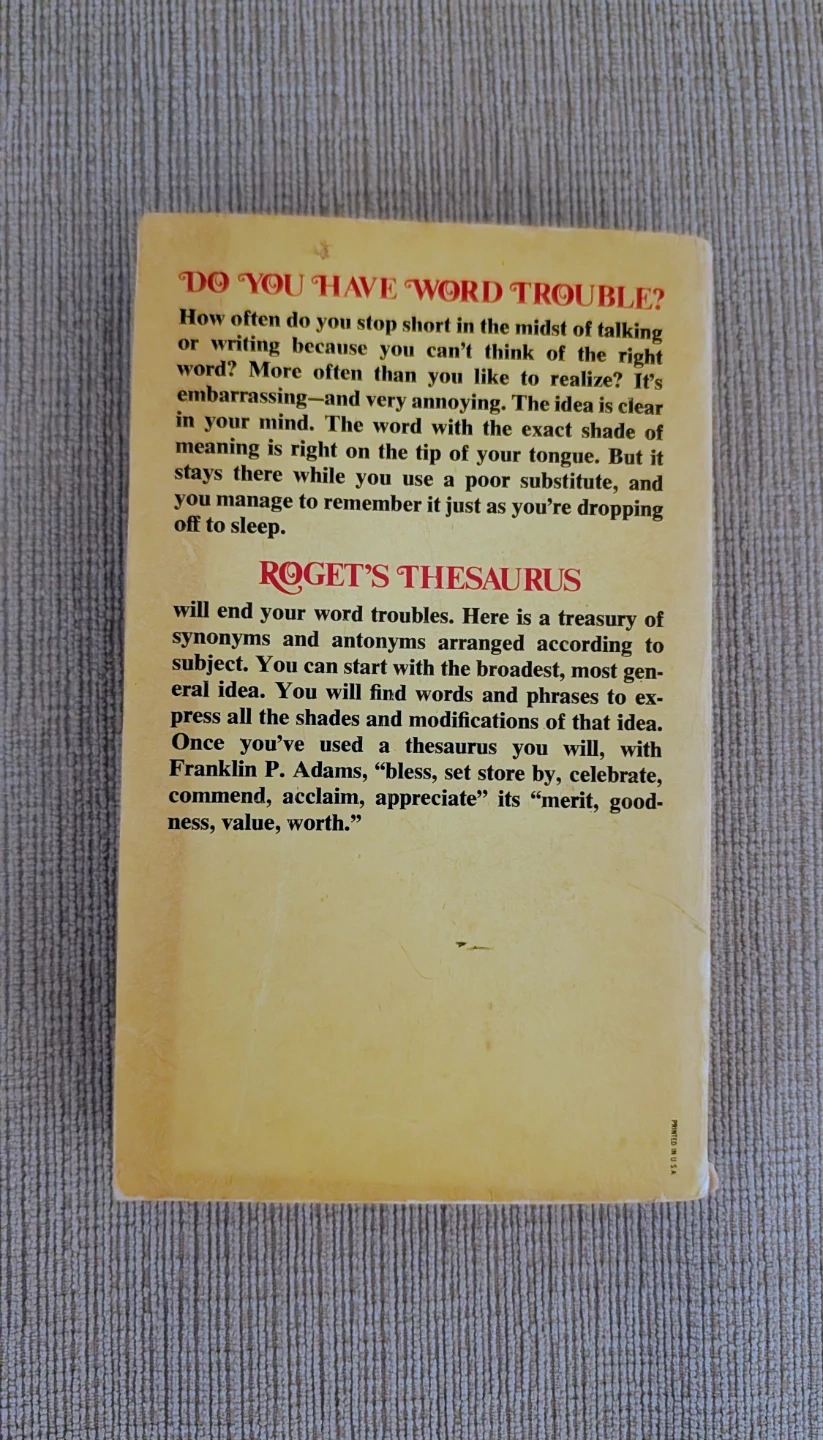 DO YOU HAVE WORD TROUBLE?
How often do you stop short in the midst of talking
or writing because you can't think of the right
word? More often than you like to realize? It's
embarrassing—and very annoying. The idea is clear
in your mind. The word with the exact shade of
meaning is right on the tip of your tongue. But it
stays there while you use a poor substitute, and
you manage to remember it just as you're dropping
off to sleep.
ROGET'S THESAURUS
will end your word troubles. Here is a treasury of
synonyms and antonyms arranged according to
subject. You can start with the broadest, most gen-
eral idea. You will find words and phrases to ex-
press all the shades and modifications of that idea.
Once you've used a thesaurus you will, with
Franklin P. Adams, “bless, set store by, celebrate,
commend, acclaim, appreciate” its “merit, good-
ness, value, worth.”
PRINTED IN U S A